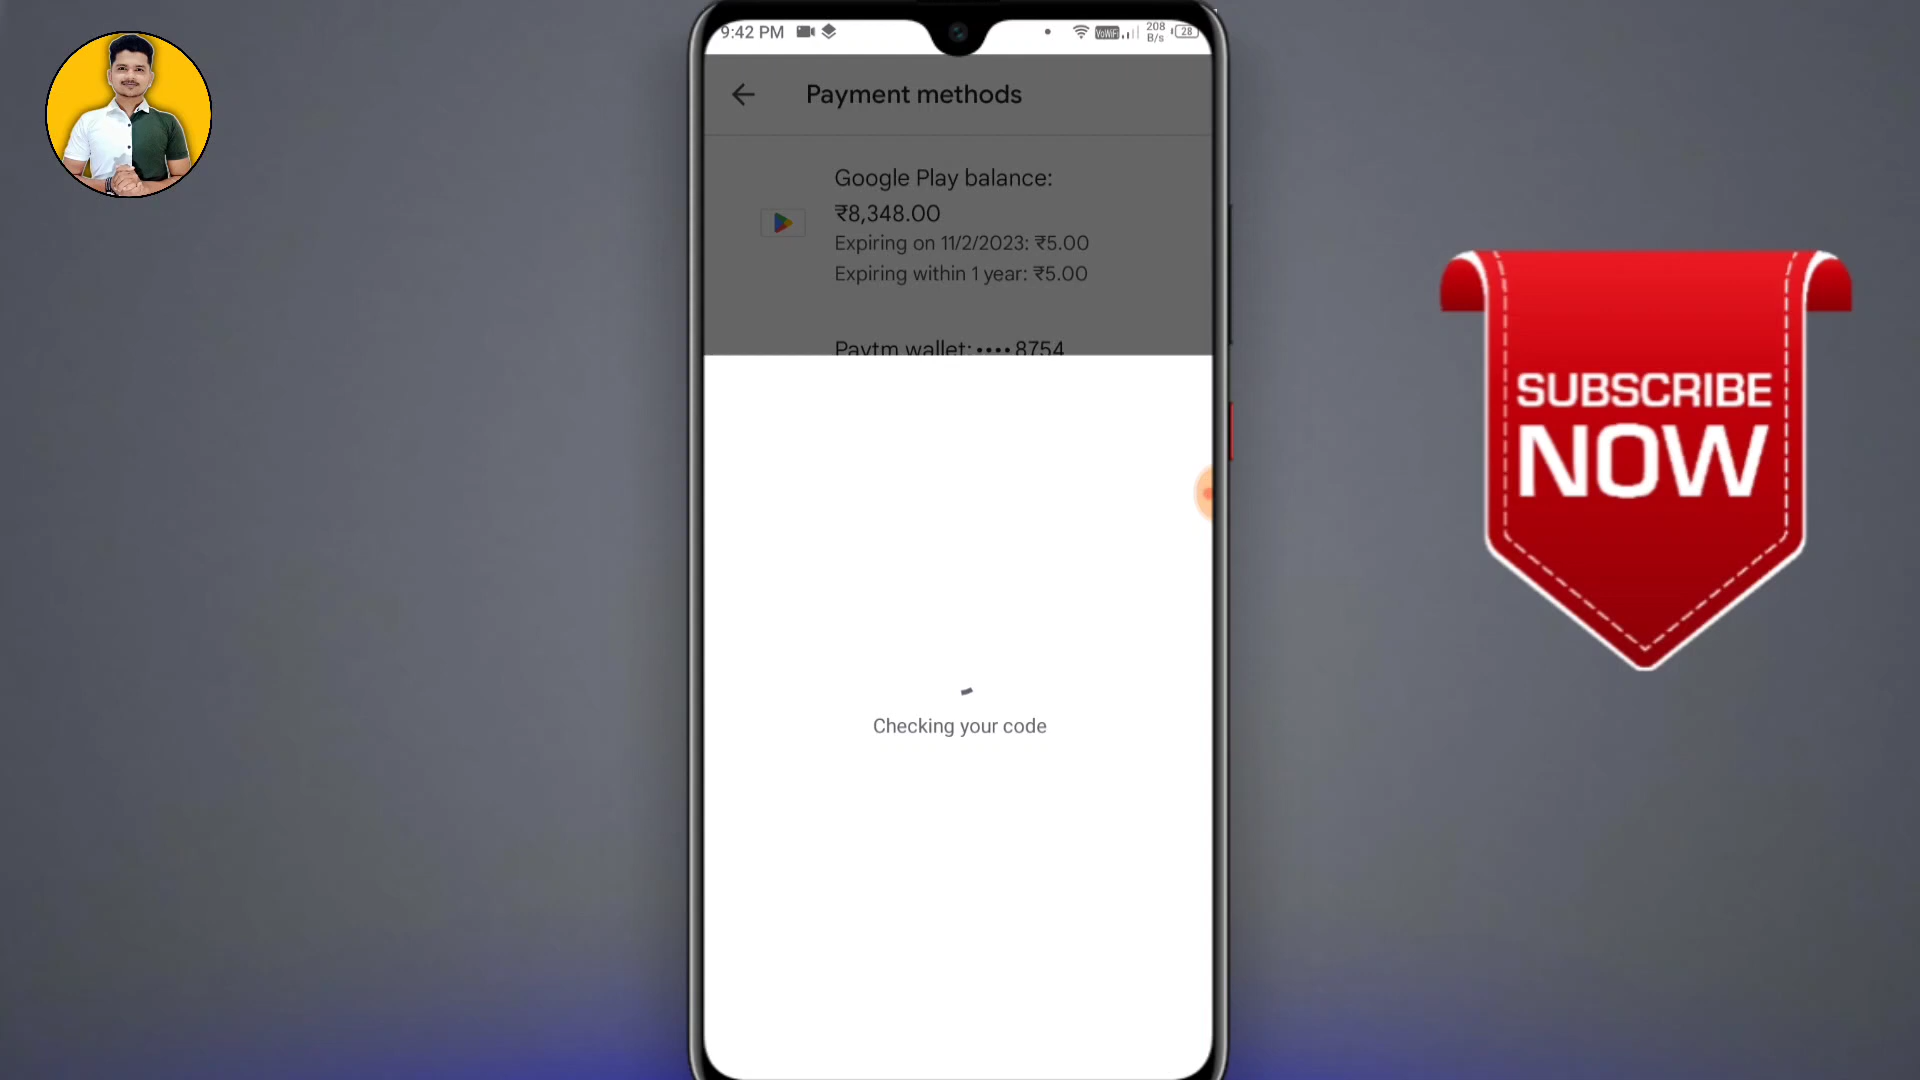 9:42 PM
VoWiFi
208
B/s
28
Payment methods
Google Play balance:
₹8,348.00
Expiring on 11/2/2023: ₹5.00
Expiring within 1 year: ₹5.00
Paytm wallet: •••• 8754
Checking your code
SUBSCRIBE
NOW